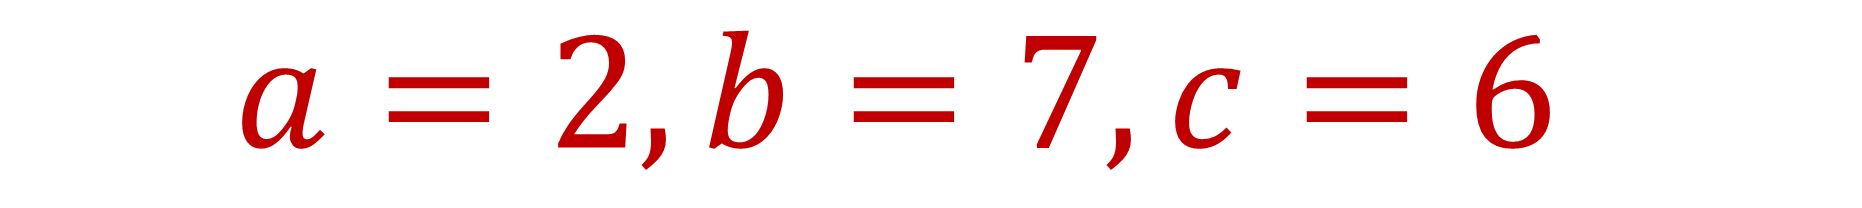 a = 2, b = 7, c = 6